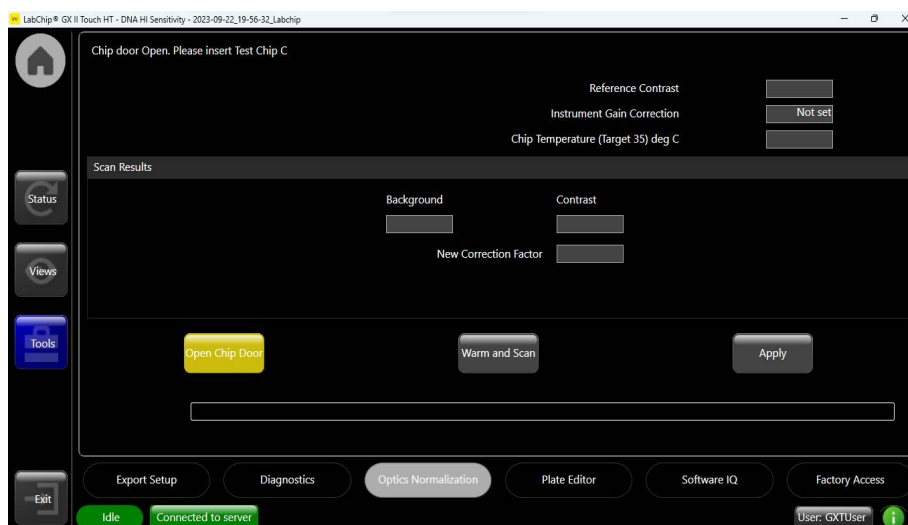 LabChip® GX II Touch HT - DNA HI Sensitivity - 2023-09-22_19-56-32_Labchip
Chip door Open. Please insert Test Chip C
Reference Contrast
Instrument Gain Correction Not set
Chip Temperature (Target 35) deg C
Scan Results
Status
Background Contrast
New Correction Factor
Views
Tools
Open Chip Door Warm and Scan Apply
Export Setup Diagnostics Optics Normalization Plate Editor Software IQ Factory Access
Exit
Idle Connected to server User: GXTUser i